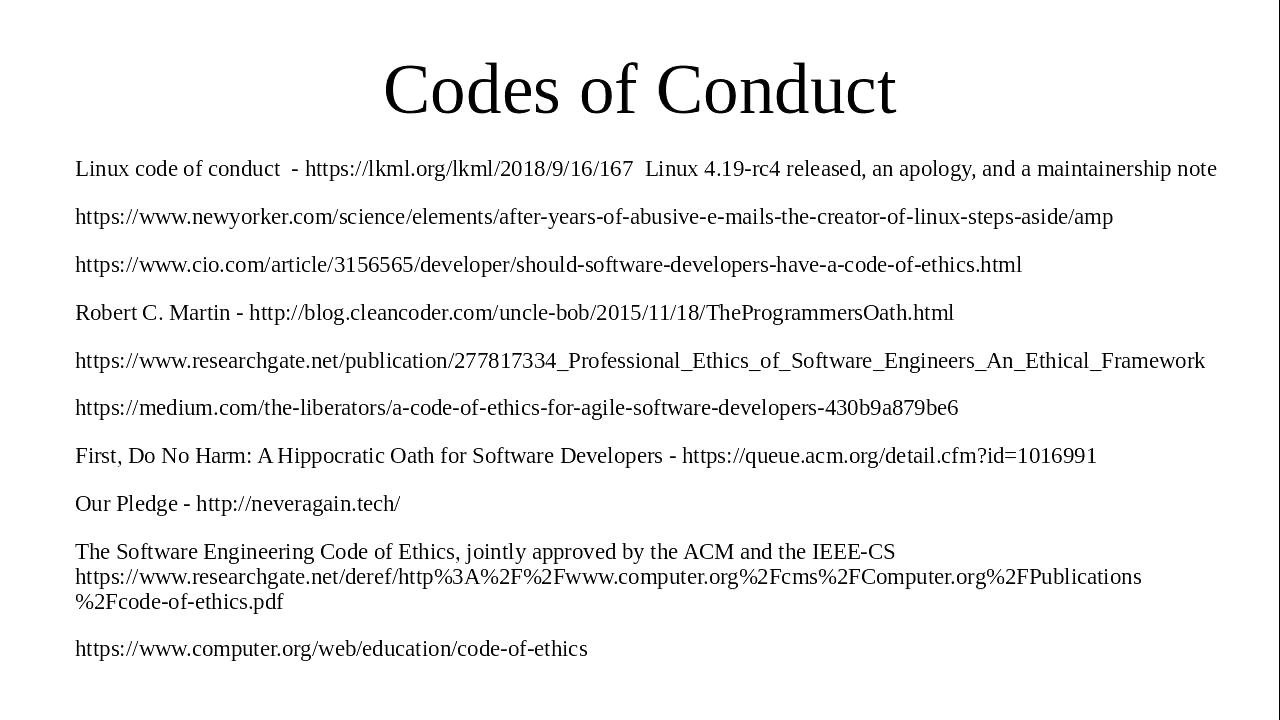 Codes of Conduct
Linux code of conduct  - https://lkml.org/lkml/2018/9/16/167  Linux 4.19-rc4 released, an apology, and a maintainership note
https://www.newyorker.com/science/elements/after-years-of-abusive-e-mails-the-creator-of-linux-steps-aside/amp
https://www.cio.com/article/3156565/developer/should-software-developers-have-a-code-of-ethics.html
Robert C. Martin - http://blog.cleancoder.com/uncle-bob/2015/11/18/TheProgrammersOath.html
https://www.researchgate.net/publication/277817334_Professional_Ethics_of_Software_Engineers_An_Ethical_Framework
https://medium.com/the-liberators/a-code-of-ethics-for-agile-software-developers-430b9a879be6
First, Do No Harm: A Hippocratic Oath for Software Developers - https://queue.acm.org/detail.cfm?id=1016991
Our Pledge - http://neveragain.tech/
The Software Engineering Code of Ethics, jointly approved by the ACM and the IEEE-CS
https://www.researchgate.net/deref/http%3A%2F%2Fwww.computer.org%2Fcms%2FComputer.org%2FPublications
%2Fcode-of-ethics.pdf
https://www.computer.org/web/education/code-of-ethics